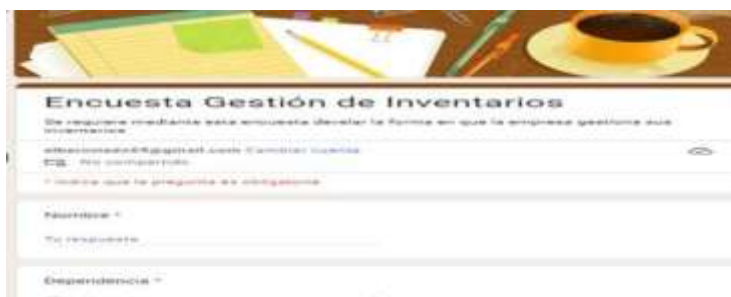 Encuesta Gestión de Inventarios
Se requiere mediante esta encuesta develar la forma en que la empresa gestiona sus
inventarios
Cambiar cuenta
No compartido
* Indica que la pregunta es obligatoria
Nombre *
Tu respuesta
Dependencia *